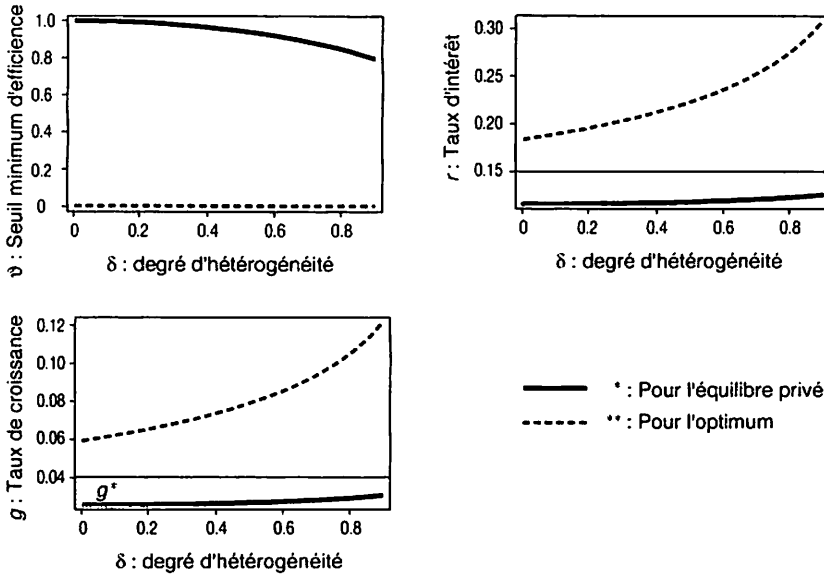 ϑ : Seuil minimum d'efficience
1.0
0.8
0.6
0.4
0.2
0
0 0.2 0.4 0.6 0.8
δ : degré d'hétérogénéité
r : Taux d'intérêt
0.30
0.25
0.20
0.15
0 0.2 0.4 0.6 0.8
δ : degré d'hétérogénéité
g : Taux de croissance
0.12
0.10
0.08
0.06
0.04
g*
0 0.2 0.4 0.6 0.8
δ : degré d'hétérogénéité
* : Pour l'équilibre privé
** : Pour l'optimum